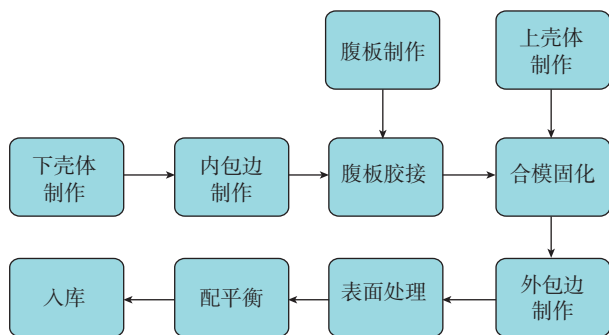 腹板制作
上壳体
制作
下壳体
制作
内包边
制作
腹板胶接
合模固化
入库
配平衡
表面处理
外包边
制作